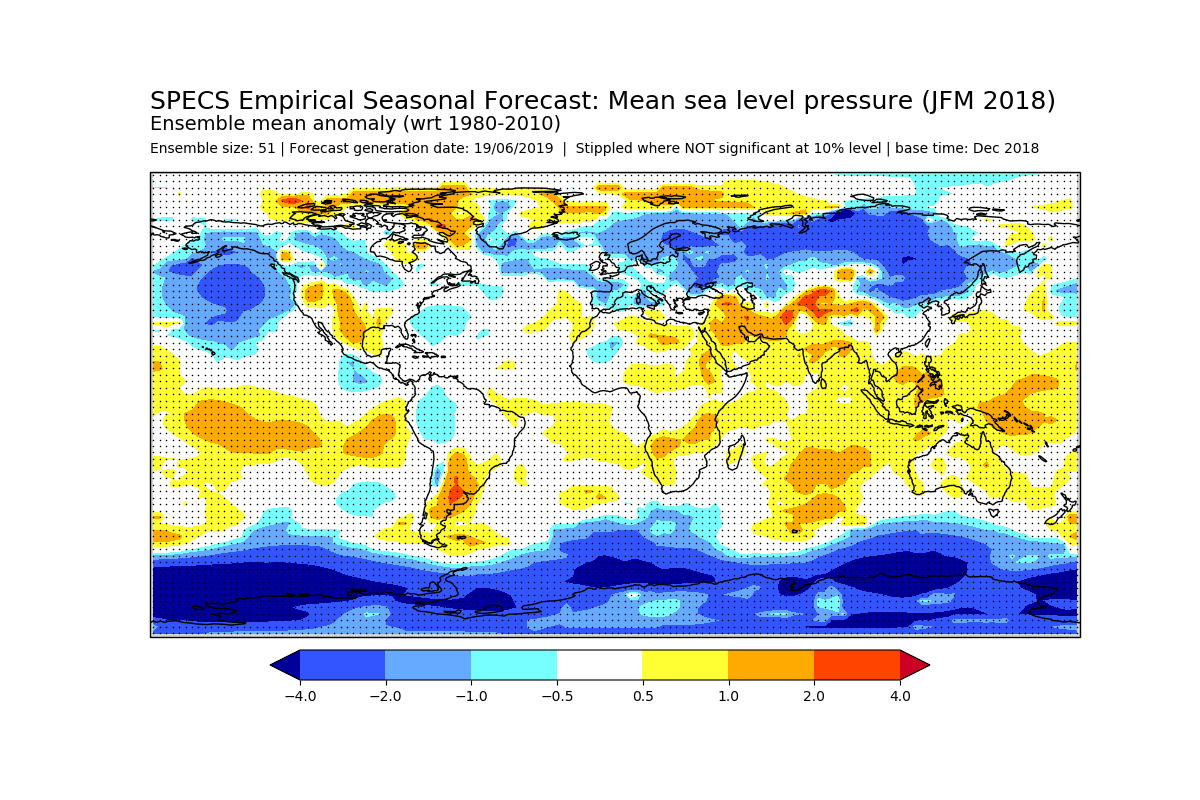 SPECS Empirical Seasonal Forecast: Mean sea level pressure (JFM 2018)
Ensemble mean anomaly (wrt 1980-2010)
Ensemble size: 51 | Forecast generation date: 19/06/2019 | Stippled where NOT significant at 10% level | base time: Dec 2018
−4.0 −2.0 −1.0 −0.5 0.5 1.0 2.0 4.0